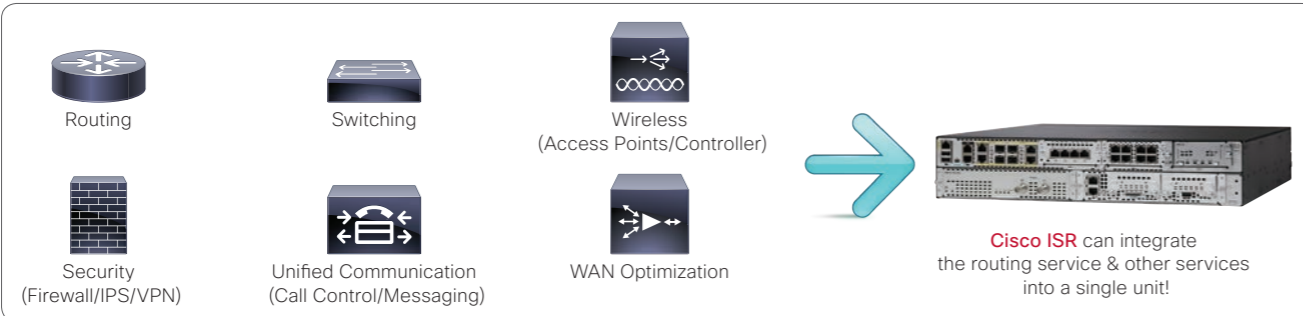 Routing
Switching
Wireless
(Access Points/Controller)
Security
(Firewall/IPS/VPN)
Unified Communication
(Call Control/Messaging)
WAN Optimization
Cisco ISR can integrate
the routing service & other services
into a single unit!